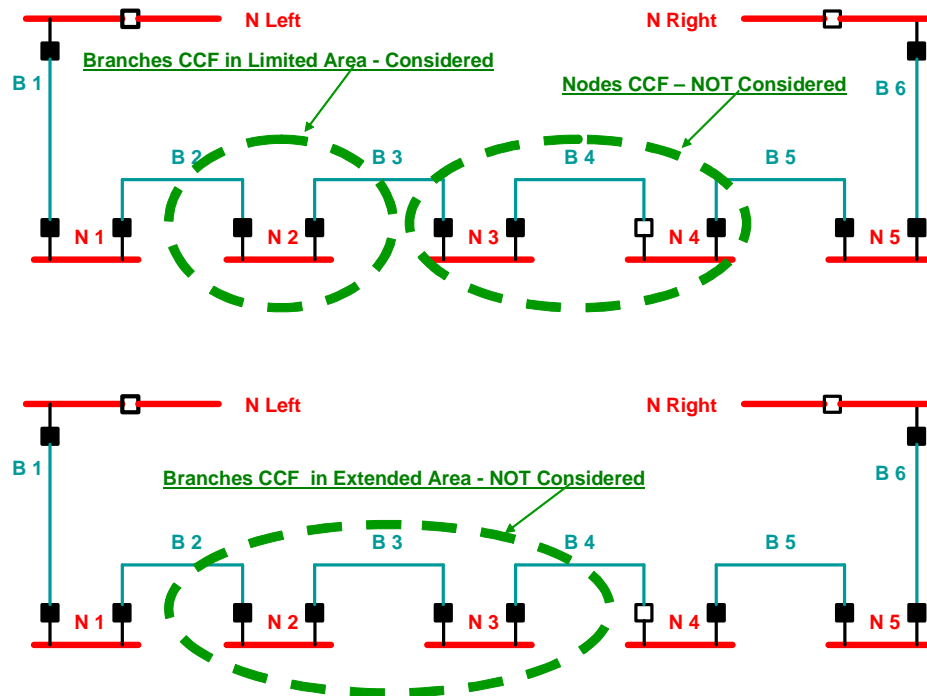 N Left
N Right
Branches CCF in Limited Area - Considered
B 1
Nodes CCF – NOT Considered
B 6
B 2
B 3
B 4
B 5
N 1
N 2
N 3
N 4
N 5
N Left
N Right
B 1
B 6
Branches CCF in Extended Area - NOT Considered
B 2
B 3
B 4
B 5
N 1
N 2
N 3
N 4
N 5